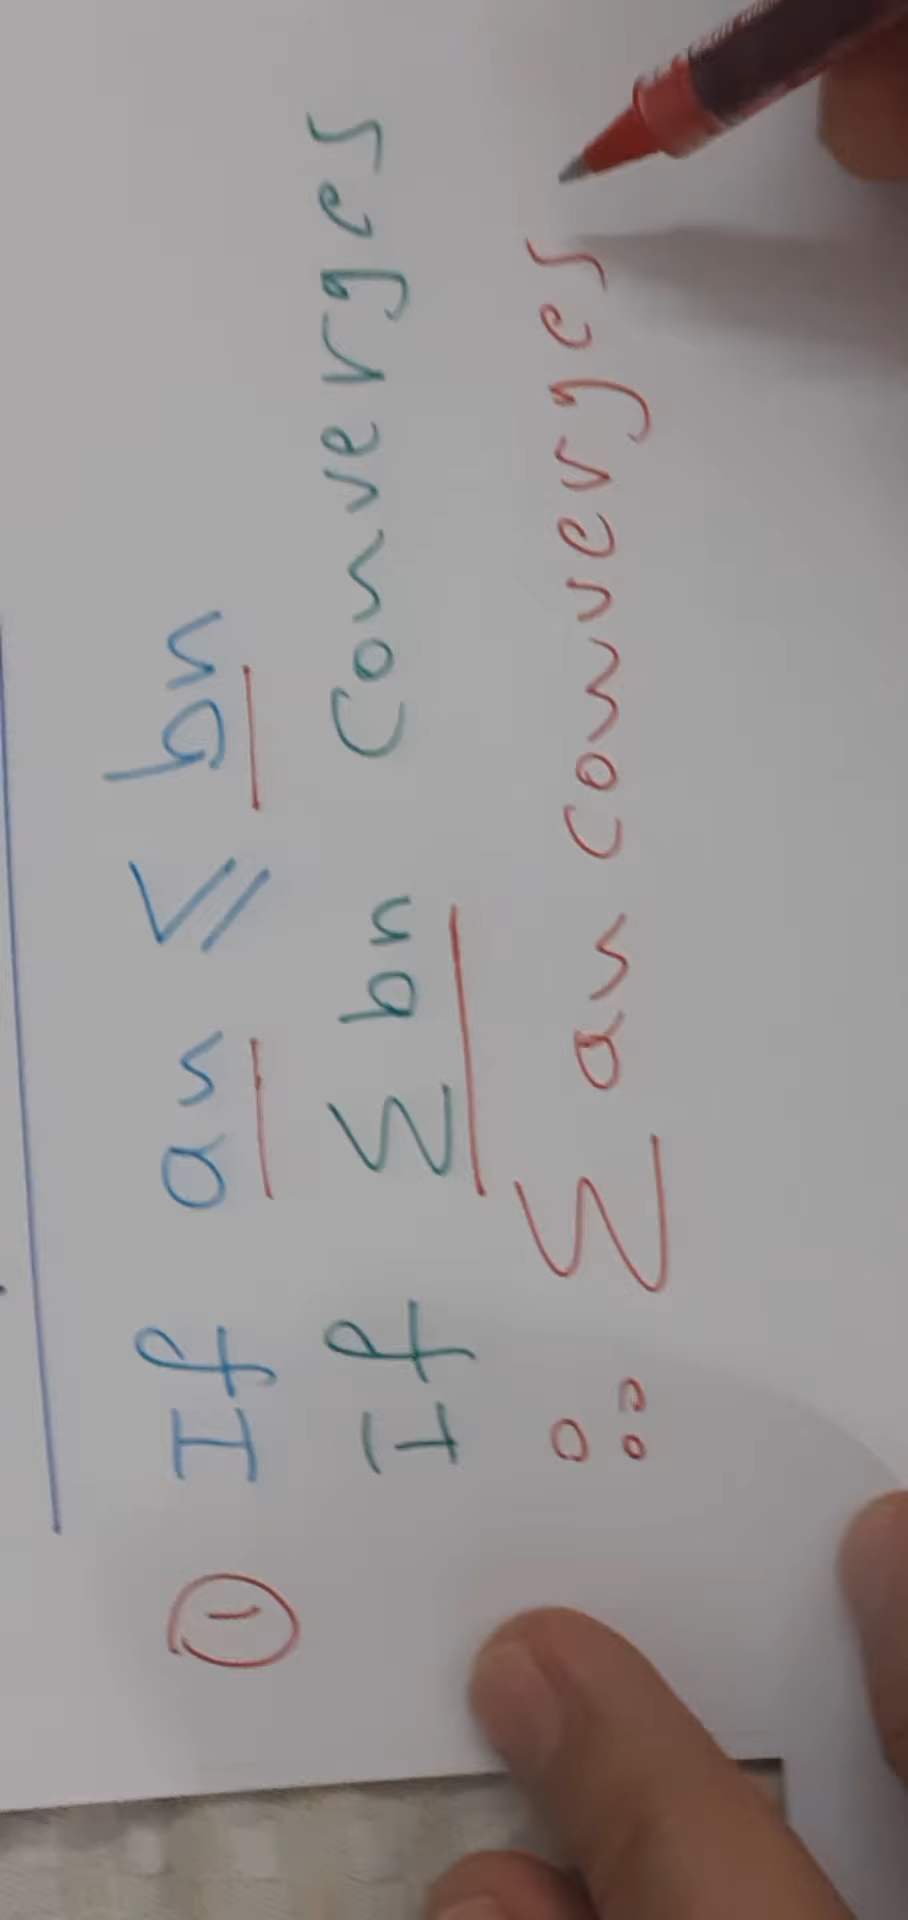 ① If an ≤ bn
If Σ bn Converges
∴ Σ an converges